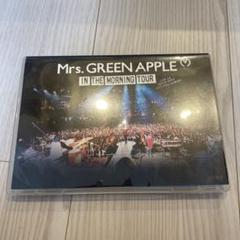 Mrs. GREEN APPLE
IN THE MORNING TOUR